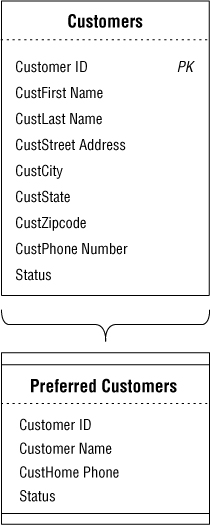 Customers
Customer ID PK
CustFirst Name
CustLast Name
CustStreet Address
CustCity
CustState
CustZipcode
CustPhone Number
Status
Preferred Customers
Customer ID
Customer Name
CustHome Phone
Status